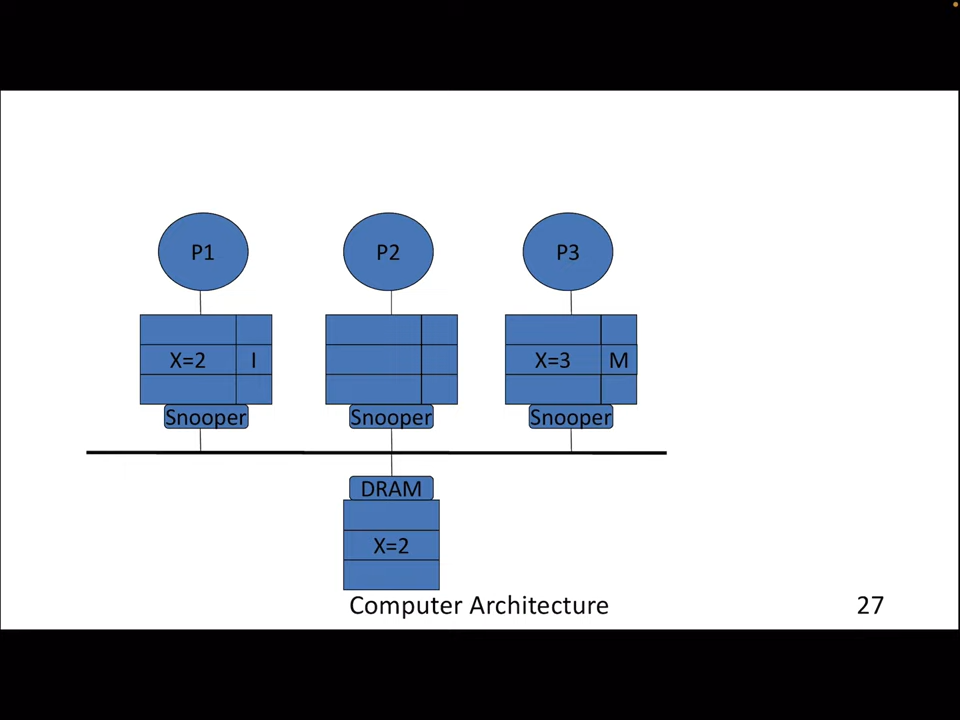 P1 P2 P3
X=2 I X=3 M
Snooper Snooper Snooper
DRAM
X=2
Computer Architecture 27